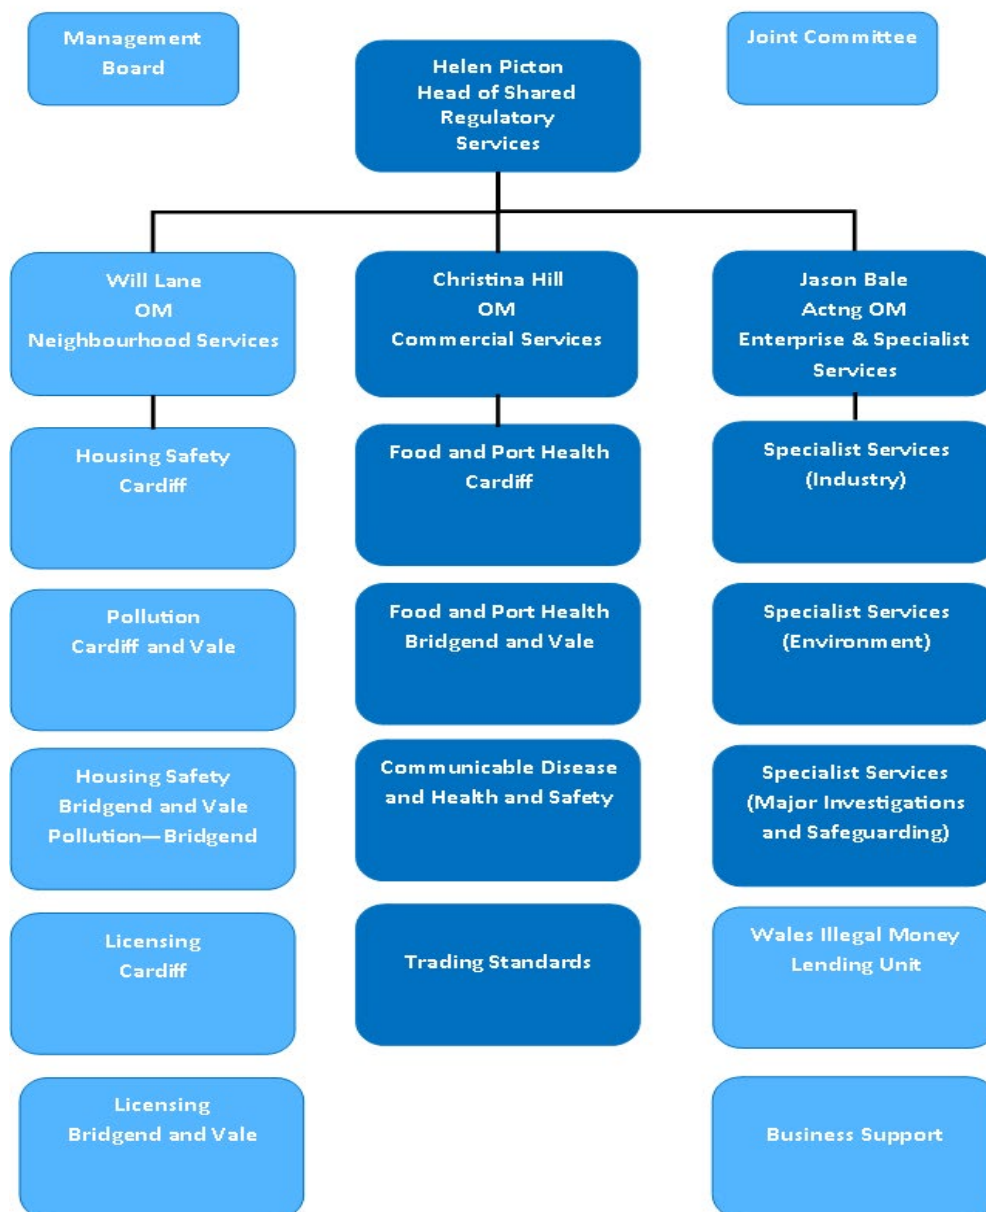 Management
Board
Joint Committee
Helen Picton
Head of Shared
Regulatory
Services
Will Lane
OM
Neighbourhood Services
Christina Hill
OM
Commercial Services
Jason Bale
Actng OM
Enterprise & Specialist
Services
Housing Safety
Cardiff
Food and Port Health
Cardiff
Specialist Services
(Industry)
Pollution
Cardiff and Vale
Food and Port Health
Bridgend and Vale
Specialist Services
(Environment)
Housing Safety
Bridgend and Vale
Pollution—Bridgend
Communicable Disease
and Health and Safety
Specialist Services
(Major Investigations
and Safeguarding)
Licensing
Cardiff
Trading Standards
Wales Illegal Money
Lending Unit
Licensing
Bridgend and Vale
Business Support